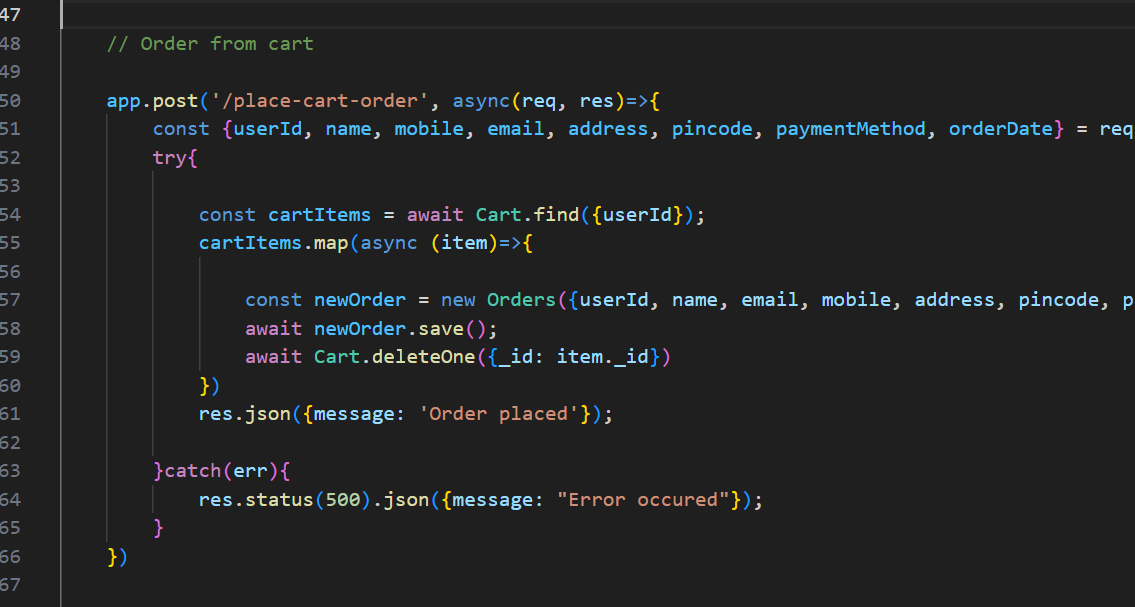 47
48 // Order from cart
49
50 app.post('/place-cart-order', async(req, res)=>{
51 const {userId, name, mobile, email, address, pincode, paymentMethod, orderDate} = req
52 try{
53
54 const cartItems = await Cart.find({userId});
55 cartItems.map(async (item)=>{
56
57 const newOrder = new Orders({userId, name, email, mobile, address, pincode, p
58 await newOrder.save();
59 await Cart.deleteOne({_id: item._id})
60 })
61 res.json({message: 'Order placed'});
62
63 }catch(err){
64 res.status(500).json({message: "Error occured"});
65 }
66 })
67